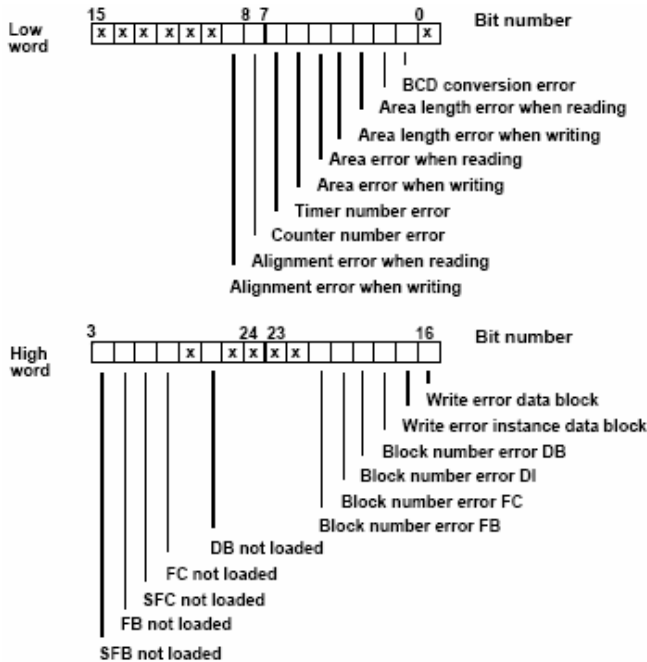 15 8 7 0 Bit number
Low word x x x x x x x
BCD conversion error
Area length error when reading
Area length error when writing
Area error when reading
Area error when writing
Timer number error
Counter number error
Alignment error when reading
Alignment error when writing
3 24 23 16 Bit number
High word x x x x x
Write error data block
Write error instance data block
Block number error DB
Block number error DI
Block number error FC
Block number error FB
DB not loaded
FC not loaded
SFC not loaded
FB not loaded
SFB not loaded